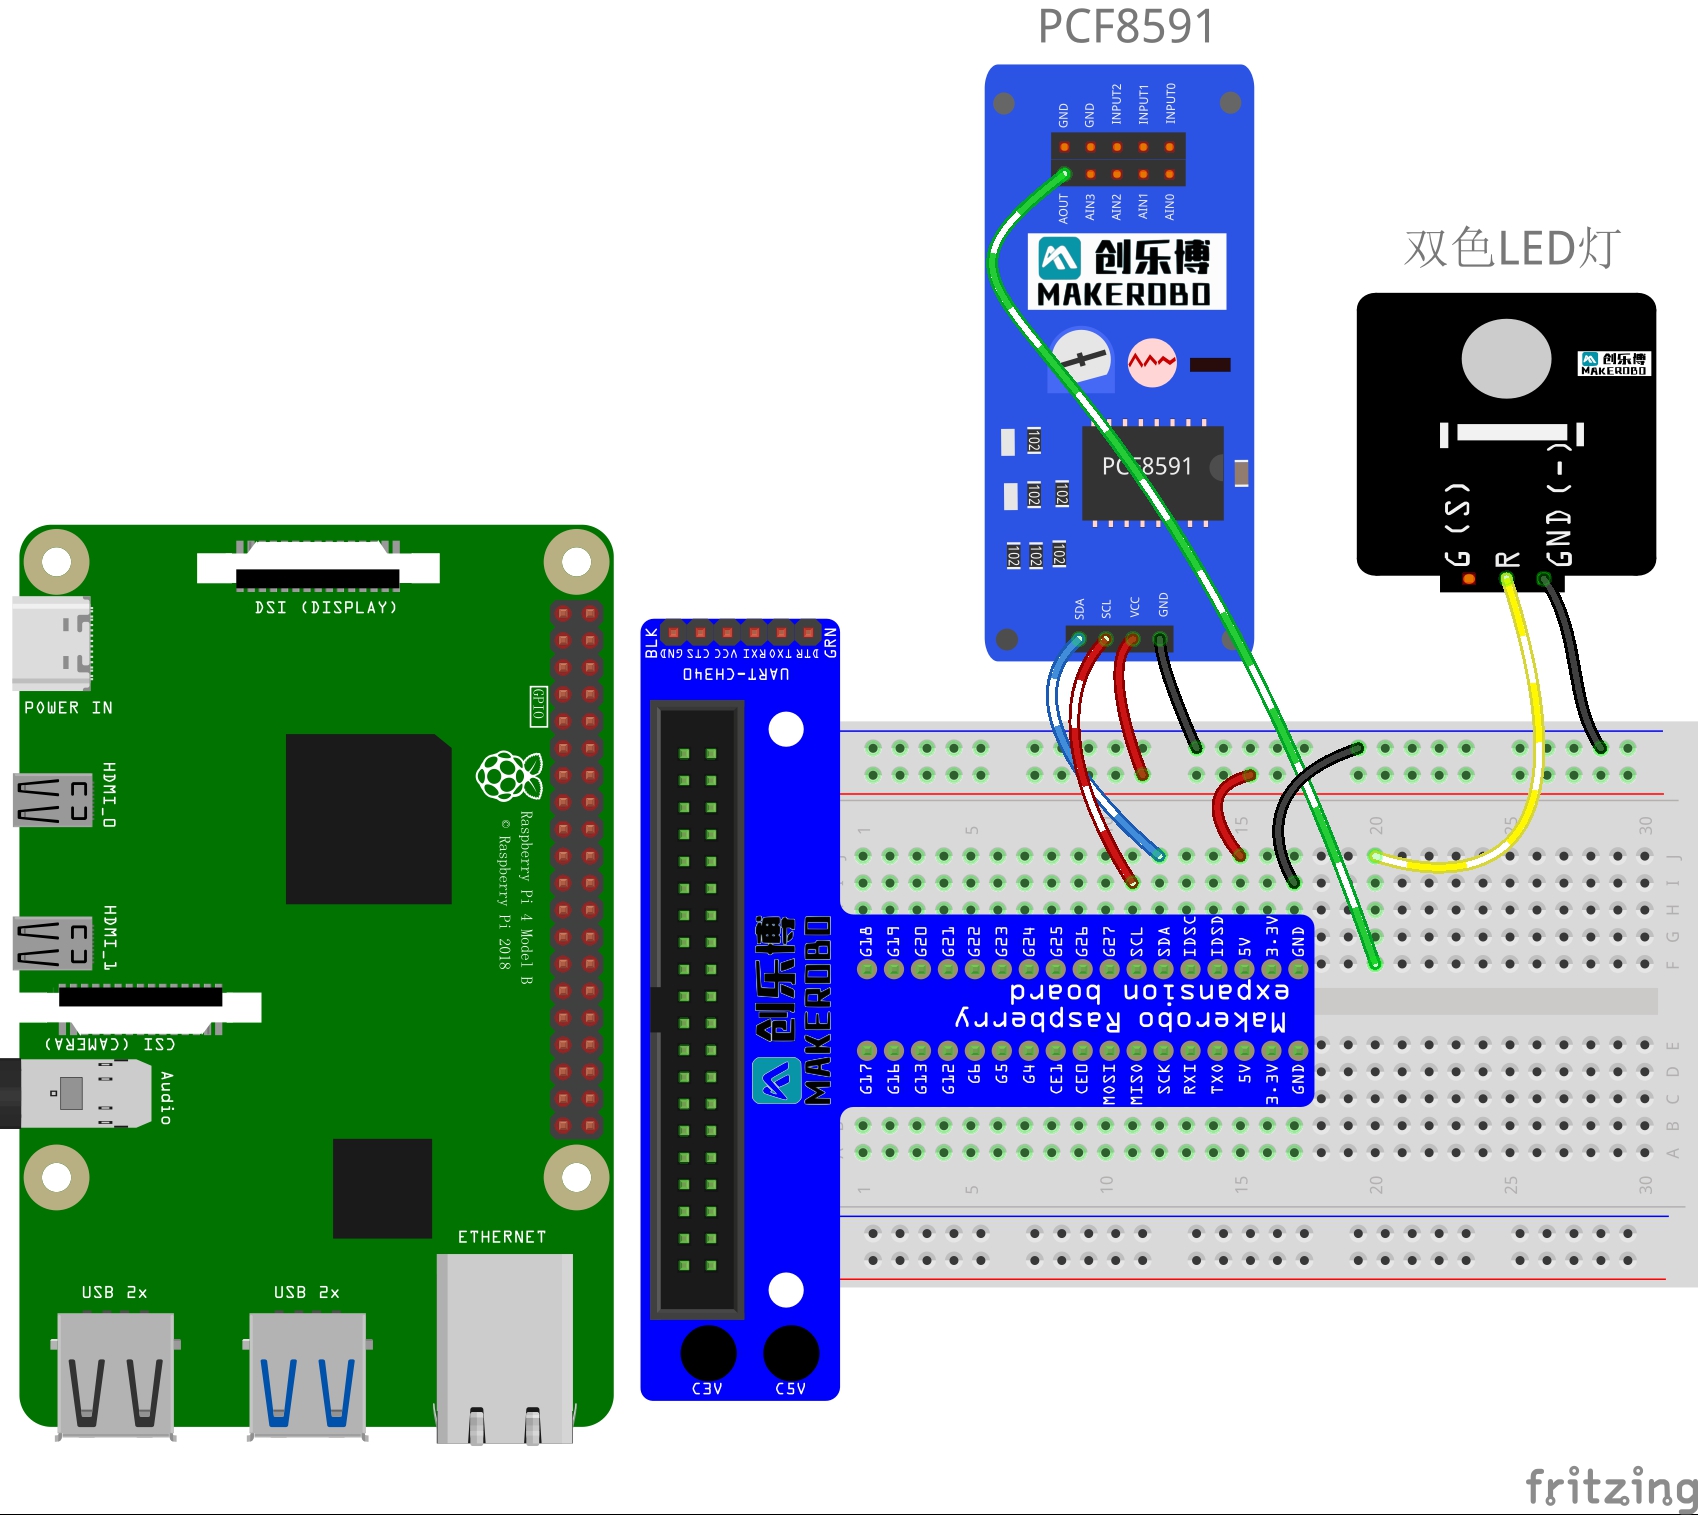 PCF8591
GND GND INPUT2 INPUT1 INPUT0
AOUT AIN3 AIN2 AIN1 AIN0
创乐博
MAKEROBO
双色LED灯
创乐博
MAKEROBO
102
PCF8591
102 102
102 102 102
G(S) R GND(-)
SDA SCL VCC GND
DSI (DISPLAY)
POWER IN
GPIO
HDMI_0
Raspberry Pi 4 Model B
© Raspberry Pi 2018
HDMI_1
CSI (CAMERA)
Audio
ETHERNET
USB 2x
USB 2x
BLK
GRN
GND CTS VCC RXI TXO DTR
UART-CH340
创乐博
MAKEROBO
C3V C5V
1 5 15 20 25 30
J
I
H
G
F
G18 G19 G20 G21 G22 G23 G24 G25 G26 G27 SCL SDA IDSC IDSD 5V 3.3V GND
Makerobo Raspberry
expansion board
G17 G16 G13 G12 G6 G5 G4 CE1 CE0 MOSI MISO SCK RXI TXO 5V 3.3V GND
E
D
C
B
A
1 5 10 15 20 25 30
fritzing